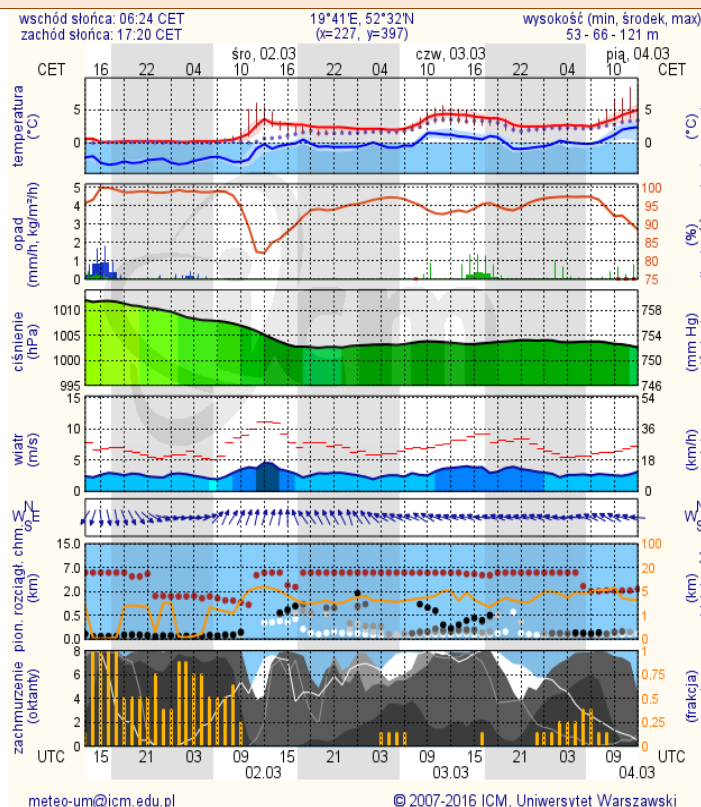 wschód słońca: 06:24 CET 19°41'E, 52°32'N wysokość (min, środek, max)
zachód słońca: 17:20 CET (x=227, y=397) 53 - 66 - 121 m
śro, 02.03 czw, 03.03 pią, 04.03
CET 16 22 04 10 16 22 04 10 16 22 04 10 CET
temperatura
(°C)
5
0
5
0
(°C)
opad
(mm/h, kg/m²/h)
5
4
3
2
1
0
100
95
90
85
80
75
(%)
ciśnienie
(hPa)
1010
1005
1000
995
758
754
750
746
(mm Hg)
wiatr
(m/s)
15
10
5
0
54
36
18
0
(km/h)
N
W E
S
N
W
S
pion. rozciągł. chm.
(km)
15.0
7.0
2.0
0.5
0.0
100
20
5
1
0
(km)
zachmurzenie
(oktanty)
8
6
4
2
0
1
0.75
0.5
0.25
0
(frakcja)
UTC 15 21 03 09 15 21 03 09 15 21 03 09 UTC
02.03 03.03 04.03
icm
meteo-um@icm.edu.pl © 2007-2016 ICM, Uniwersytet Warszawski